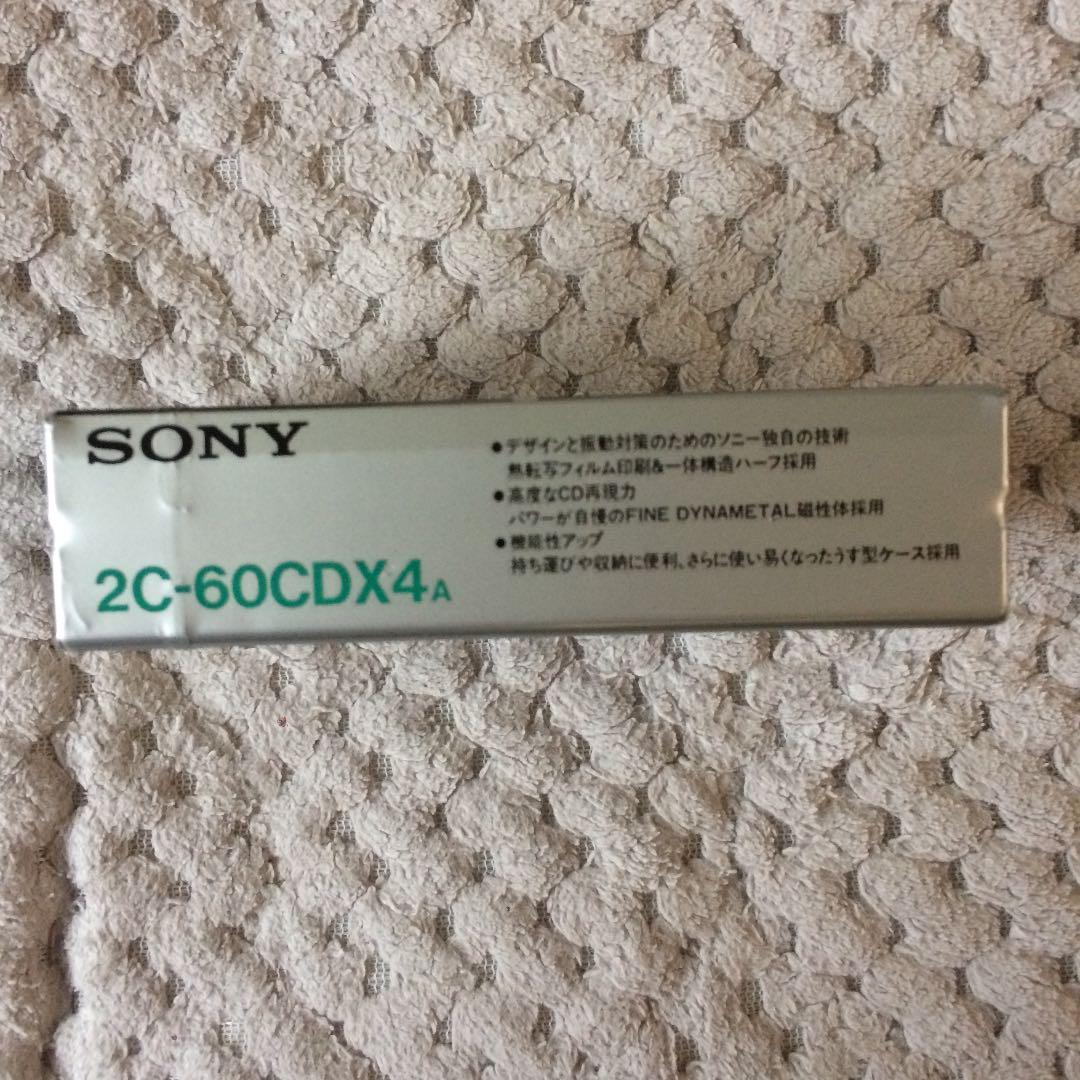 SONY
2C-60CDX4A
●デザインと振動対策のためのソニー独自の技術
熱転写フィルム印刷&一体構造ハーフ採用
●高度なCD再現力
パワーが自慢のFINE DYNAMETAL磁性体採用
●機能性アップ
持ち運びや収納に便利、さらに使い易くなったうす型ケース採用